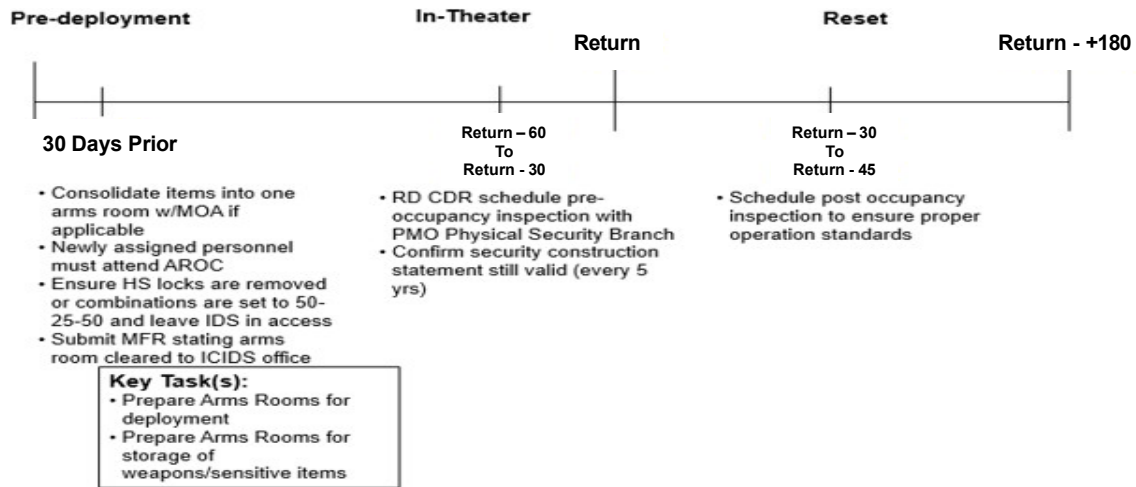 Pre-deployment
In-Theater
Reset
Return
Return - +180
30 Days Prior
• Consolidate items into one
arms room w/MOA if
applicable
• Newly assigned personnel
must attend AROC
• Ensure HS locks are removed
or combinations are set to 50-
25-50 and leave IDS in access
• Submit MFR stating arms
room cleared to ICIDS office
Key Task(s):
• Prepare Arms Rooms for
deployment
• Prepare Arms Rooms for
storage of
weapons/sensitive items
Return – 60
To
Return - 30
• RD CDR schedule pre-
occupancy inspection with
PMO Physical Security Branch
• Confirm security construction
statement still valid (every 5
yrs)
Return – 30
To
Return - 45
• Schedule post occupancy
inspection to ensure proper
operation standards